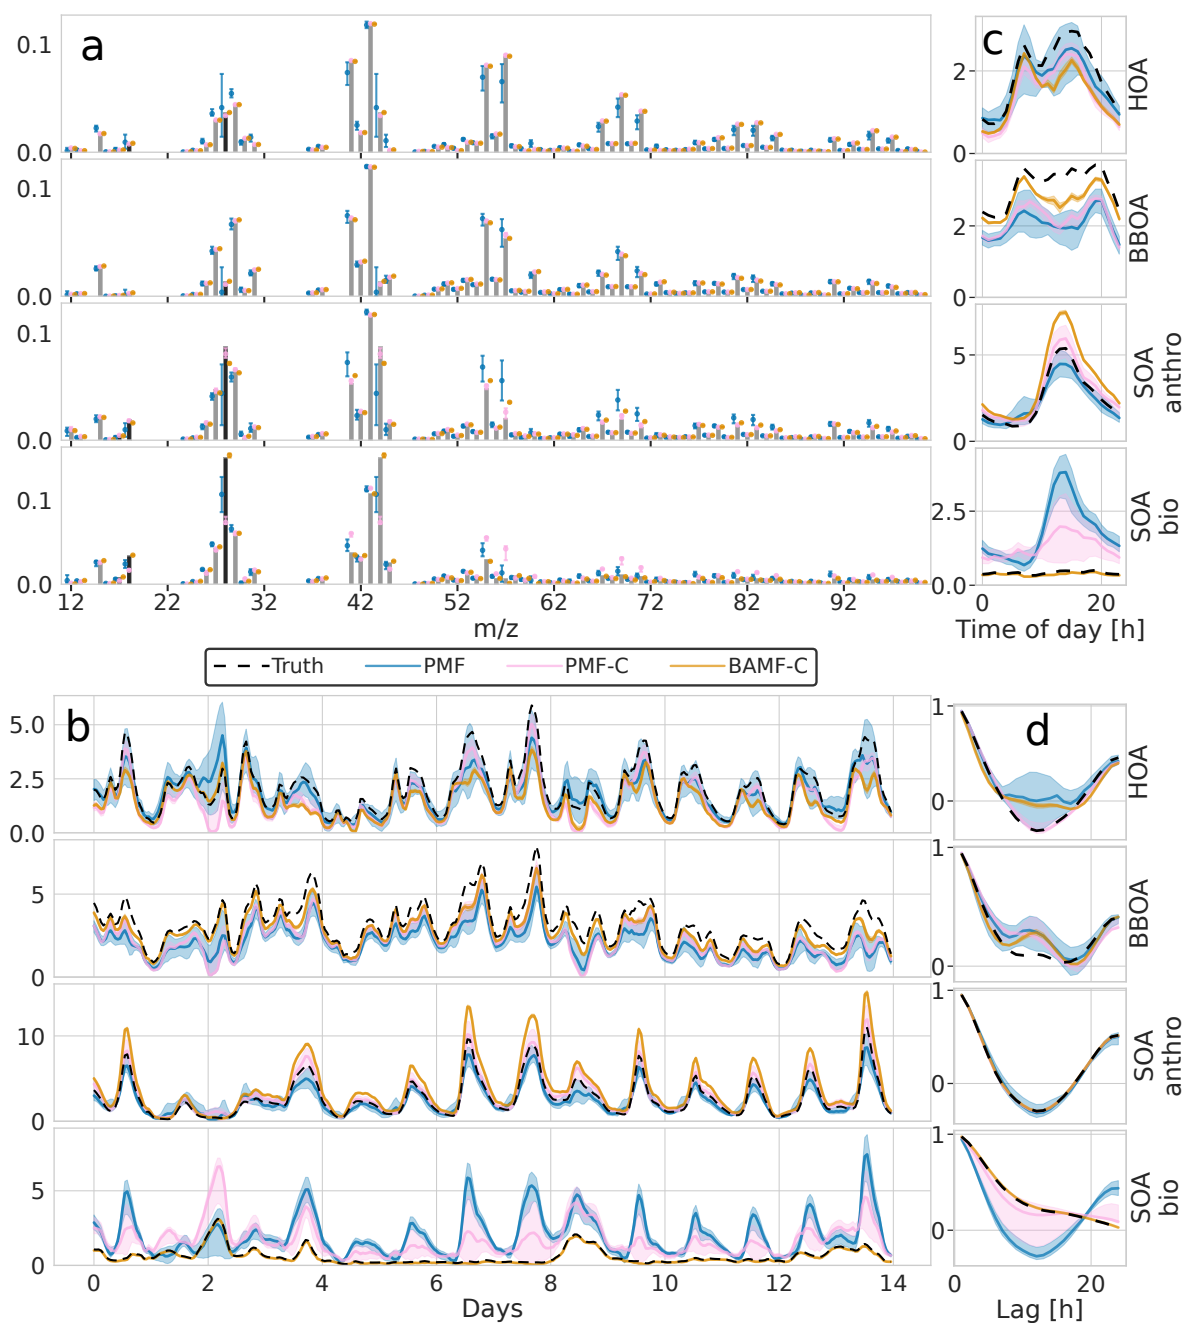 a
0.1
0.0
0.1
0.0
0.1
0.0
0.1
0.0
12 22 32 42 52 62 72 82 92
m/z
c
2
0
HOA
2
0
BBOA
5
0
SOA
anthro
2.5
0.0
SOA
bio
0 20
Time of day [h]
Truth PMF PMF-C BAMF-C
b
5.0
2.5
0.0
5
0
10
0
5
0
0 2 4 6 8 10 12 14
Days
d
1
0
HOA
1
0
BBOA
1
0
SOA
anthro
1
0
SOA
bio
0 20
Lag [h]